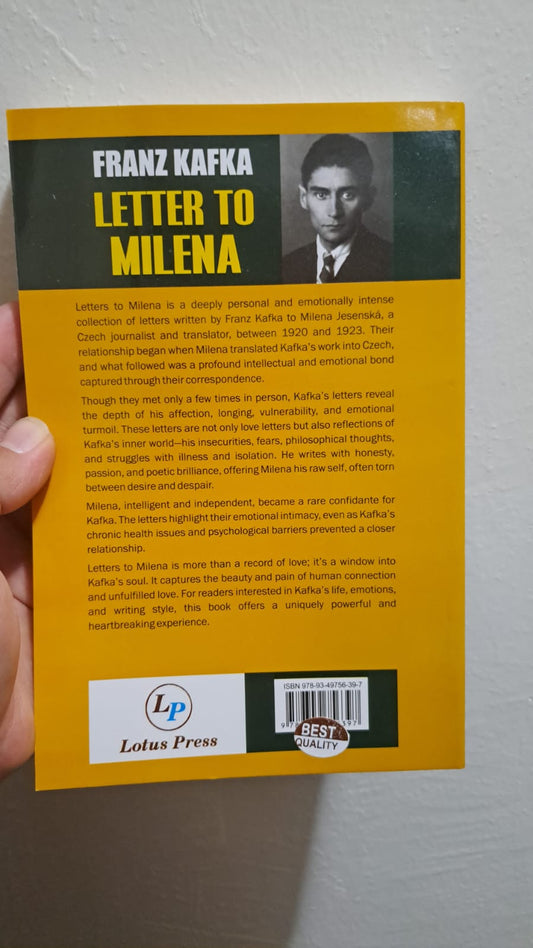 FRANZ KAFKA
LETTER TO
MILENA
Letters to Milena is a deeply personal and emotionally intense
collection of letters written by Franz Kafka to Milena Jesenská, a
Czech journalist and translator, between 1920 and 1923. Their
relationship began when Milena translated Kafka's work into Czech,
and what followed was a profound intellectual and emotional bond
captured through their correspondence.
Though they met only a few times in person, Kafka's letters reveal
the depth of his affection, longing, vulnerability, and emotional
turmoil. These letters are not only love letters but also reflections of
Kafka's inner world—his insecurities, fears, philosophical thoughts,
and struggles with illness and isolation. He writes with honesty,
passion, and poetic brilliance, offering Milena his raw self, often torn
between desire and despair.
Milena, intelligent and independent, became a rare confidante for
Kafka. The letters highlight their emotional intimacy, even as Kafka's
chronic health issues and psychological barriers prevented a closer
relationship.
Letters to Milena is more than a record of love; it's a window into
Kafka's soul. It captures the beauty and pain of human connection
and unfulfilled love. For readers interested in Kafka's life, emotions,
and writing style, this book offers a uniquely powerful and
heartbreaking experience.
LP
Lotus Press
ISBN 978-93-49756-39-7
BEST
QUALITY